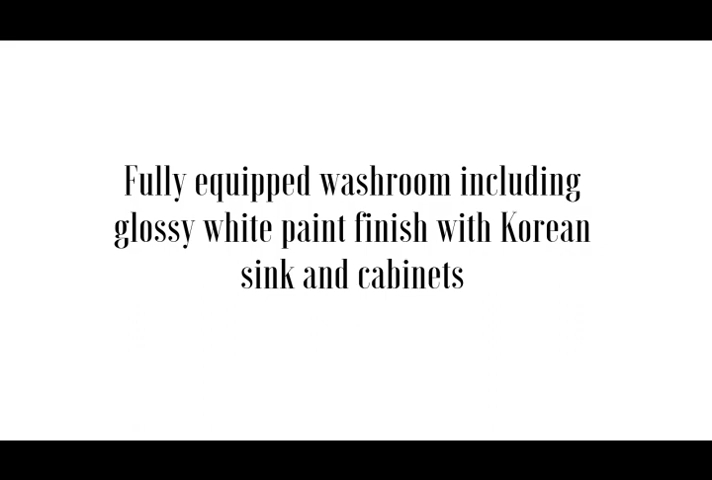 Fully equipped washroom including
glossy white paint finish with Korean
sink and cabinets